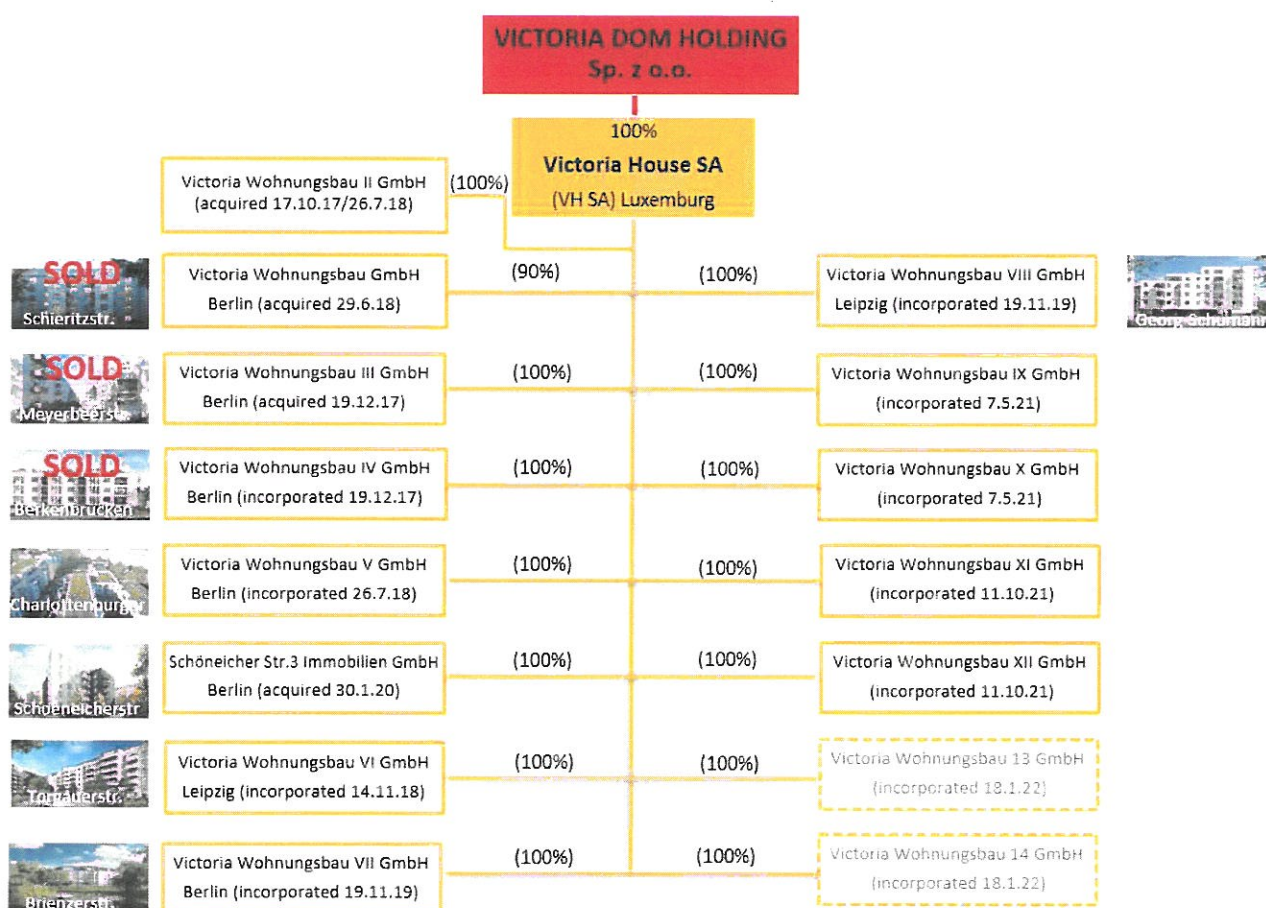 VICTORIA DOM HOLDING
Sp. z o.o.
100%
Victoria House SA
(VH SA) Luxemburg
Victoria Wohnungsbau II GmbH
(acquired 17.10.17/26.7.18)
(100%)
SOLD
Schieritzstr.
Victoria Wohnungsbau GmbH
Berlin (acquired 29.6.18)
(90%)
(100%)
Victoria Wohnungsbau VIII GmbH
Leipzig (incorporated 19.11.19)
Georg-Schumann
SOLD
Meyerbeerstr.
Victoria Wohnungsbau III GmbH
Berlin (acquired 19.12.17)
(100%)
(100%)
Victoria Wohnungsbau IX GmbH
(incorporated 7.5.21)
SOLD
Berkenbrücken
Victoria Wohnungsbau IV GmbH
Berlin (incorporated 19.12.17)
(100%)
(100%)
Victoria Wohnungsbau X GmbH
(incorporated 7.5.21)
Charlottenburger
Victoria Wohnungsbau V GmbH
Berlin (incorporated 26.7.18)
(100%)
(100%)
Victoria Wohnungsbau XI GmbH
(incorporated 11.10.21)
Schoeneicherstr
Schöneicher Str.3 Immobilien GmbH
Berlin (acquired 30.1.20)
(100%)
(100%)
Victoria Wohnungsbau XII GmbH
(incorporated 11.10.21)
Torgauerstr.
Victoria Wohnungsbau VI GmbH
Leipzig (incorporated 14.11.18)
(100%)
(100%)
Victoria Wohnungsbau 13 GmbH
(incorporated 18.1.22)
Brienzerstr.
Victoria Wohnungsbau VII GmbH
Berlin (incorporated 19.11.19)
(100%)
(100%)
Victoria Wohnungsbau 14 GmbH
(incorporated 18.1.22)